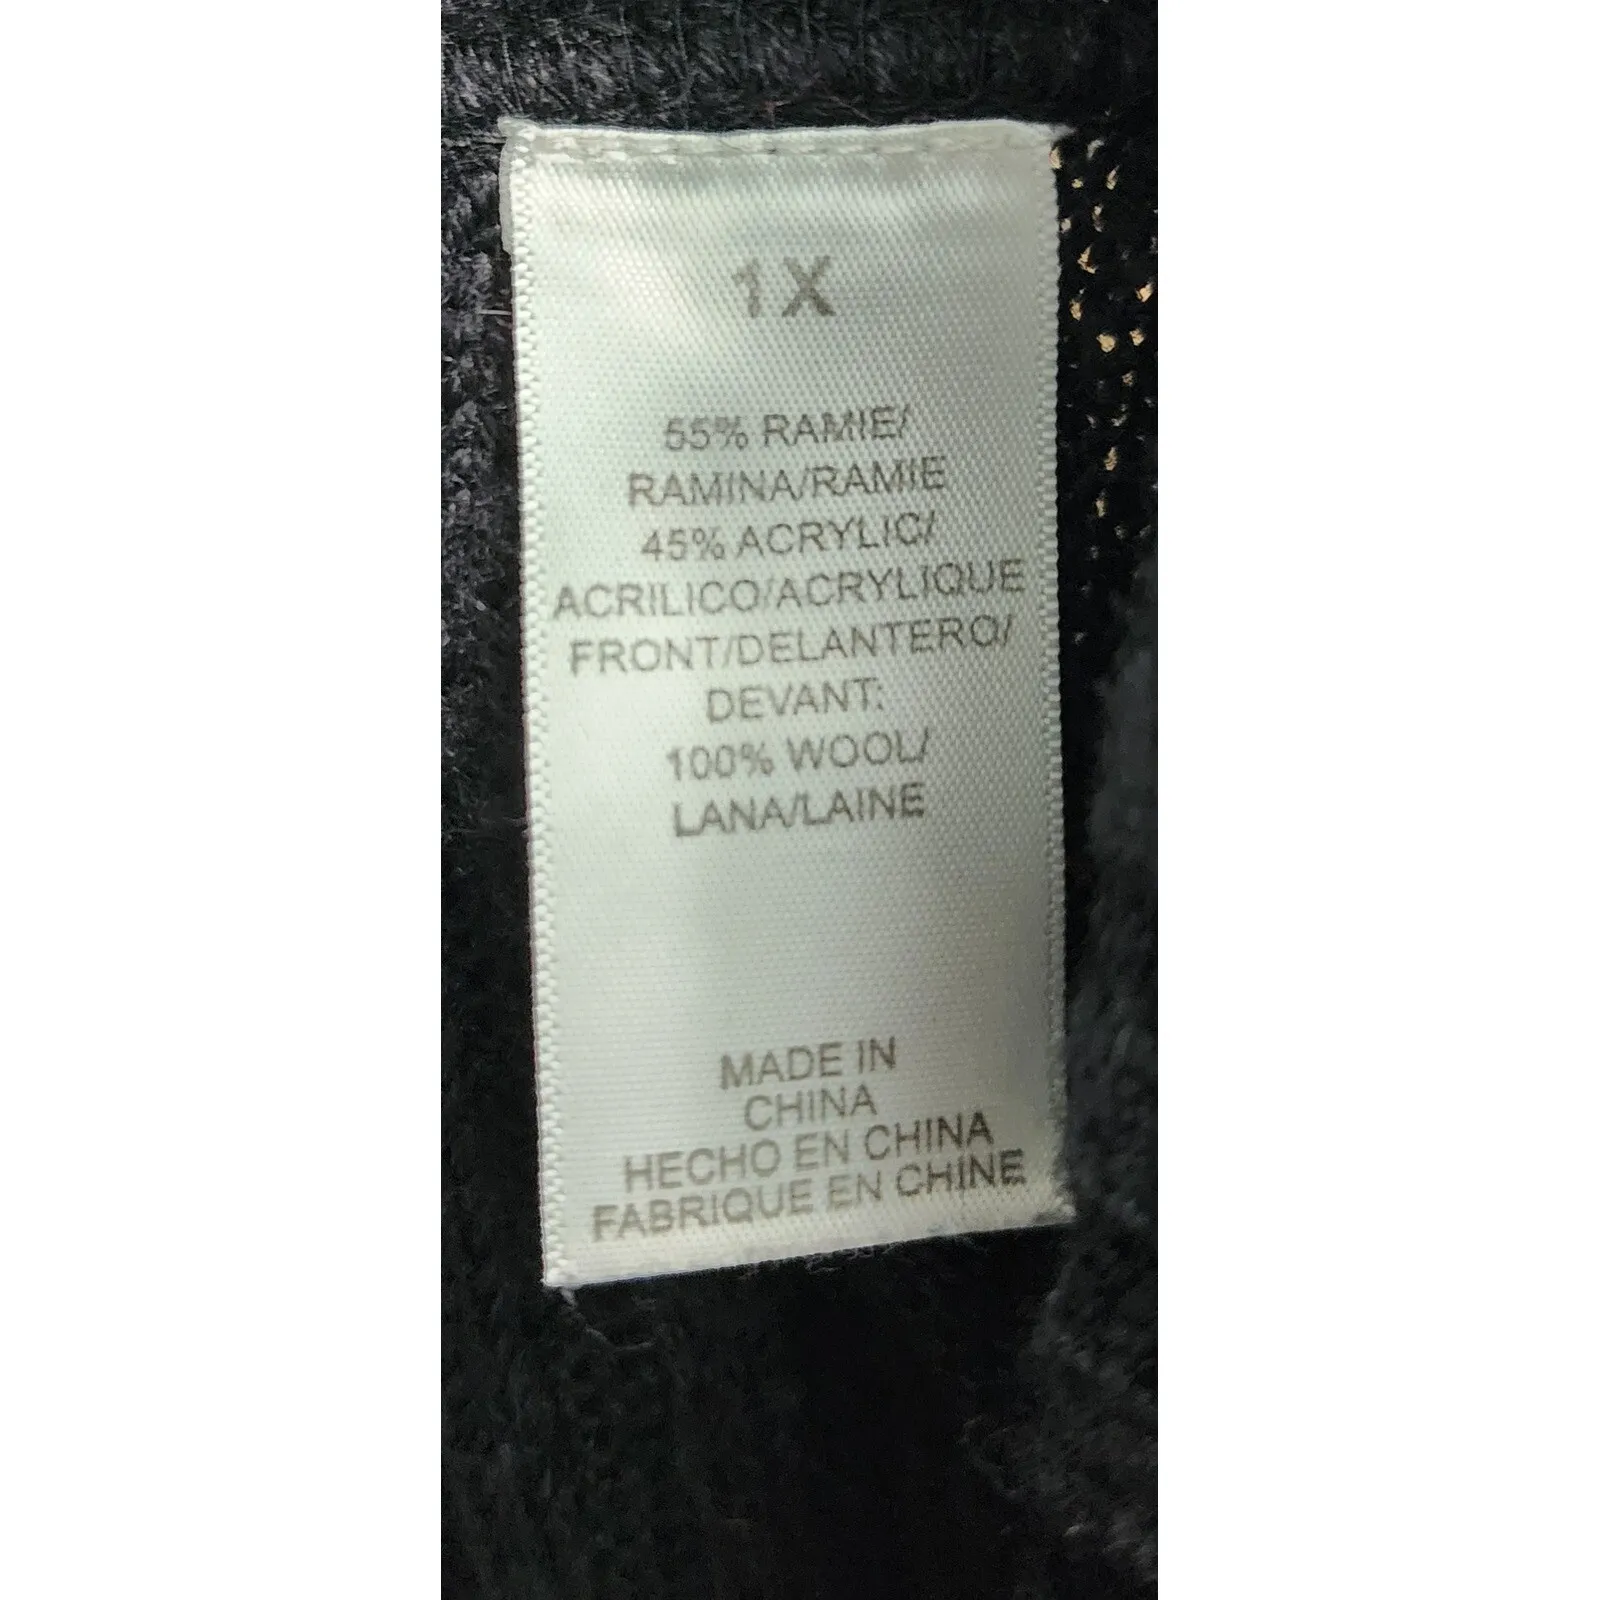 1X
55% RAMIE/
RAMINA/RAMIE
45% ACRYLIC/
ACRILICO/ACRYLIQUE
FRONT/DELANTERO/
DEVANT:
100% WOOL/
LANA/LAINE
MADE IN
CHINA
HECHO EN CHINA
FABRIQUE EN CHINE